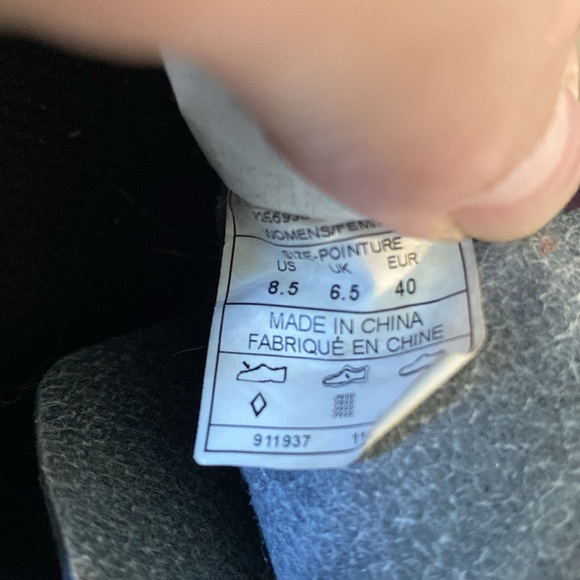 WOMENS/FEM
SIZE-POINTURE
US UK EUR
8.5 6.5 40
MADE IN CHINA
FABRIQUÉ EN CHINE
911937 11